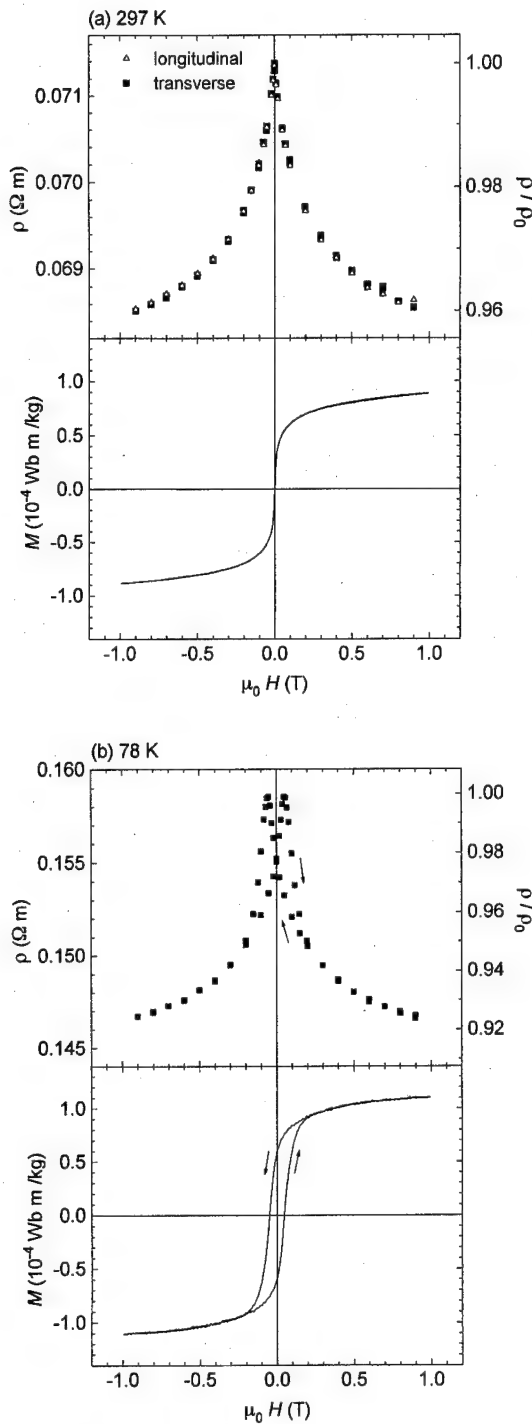 (a) 297 K
△ longitudinal
■ transverse
ρ (Ω m)
0.071
0.070
0.069
ρ / ρ₀
1.00
0.98
0.96
M (10⁻⁴ Wb m /kg)
1.0
0.5
0.0
-0.5
-1.0
-1.0 -0.5 0.0 0.5 1.0
μ₀ H (T)
(b) 78 K
ρ (Ω m)
0.160
0.155
0.150
0.145
ρ / ρ₀
1.00
0.98
0.96
0.94
0.92
M (10⁻⁴ Wb m /kg)
1.0
0.5
0.0
-0.5
-1.0
-1.0 -0.5 0.0 0.5 1.0
μ₀ H (T)